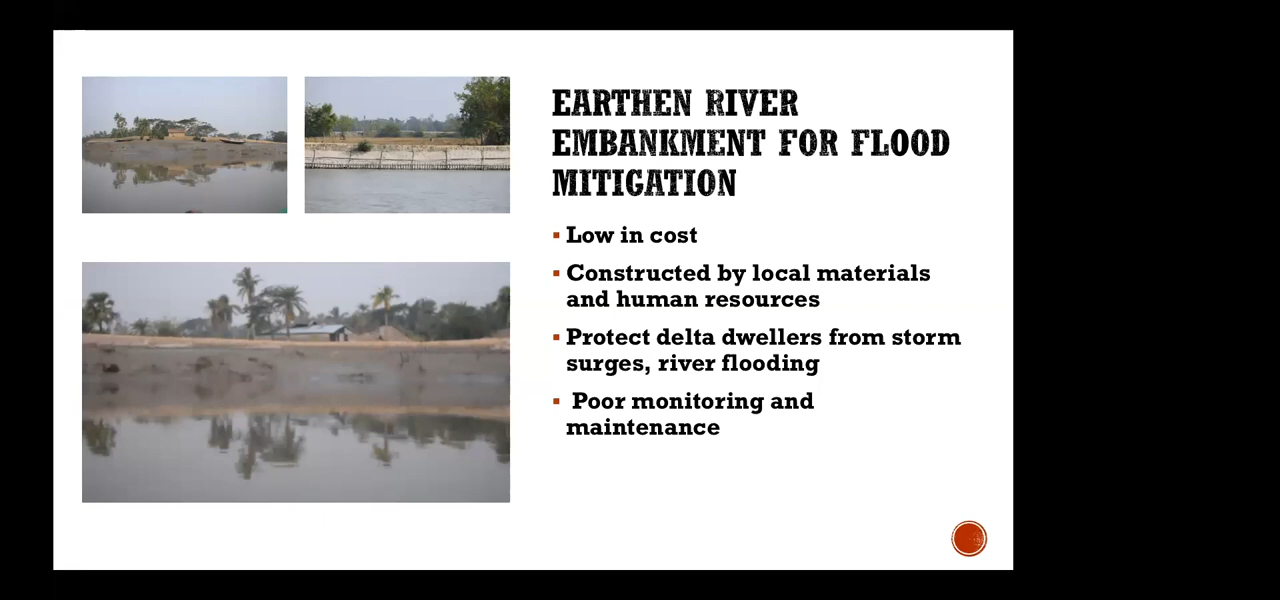 EARTHEN RIVER
EMBANKMENT FOR FLOOD
MITIGATION
▪ Low in cost
▪ Constructed by local materials
and human resources
▪ Protect delta dwellers from storm
surges, river flooding
▪ Poor monitoring and
maintenance